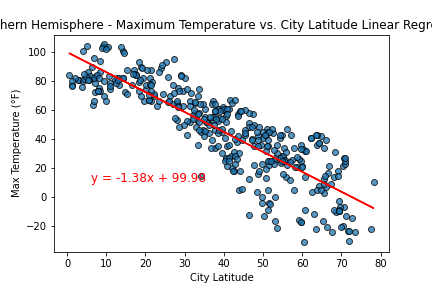 hern Hemisphere - Maximum Temperature vs. City Latitude Linear Regre
100
80
60
40
20
0
−20
Max Temperature (°F)
y = -1.38x + 99.98
0 10 20 30 40 50 60 70 80
City Latitude